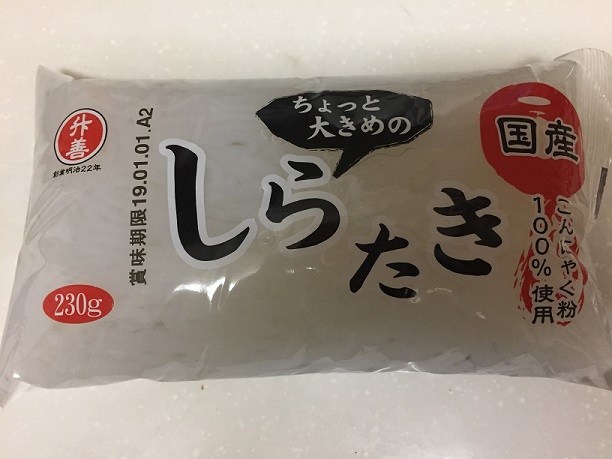 升善
創業明治22年
賞味期限19.01.01.A2
230g
ちょっと
大きめの
しらたき
国産
こんにゃく粉
100%使用